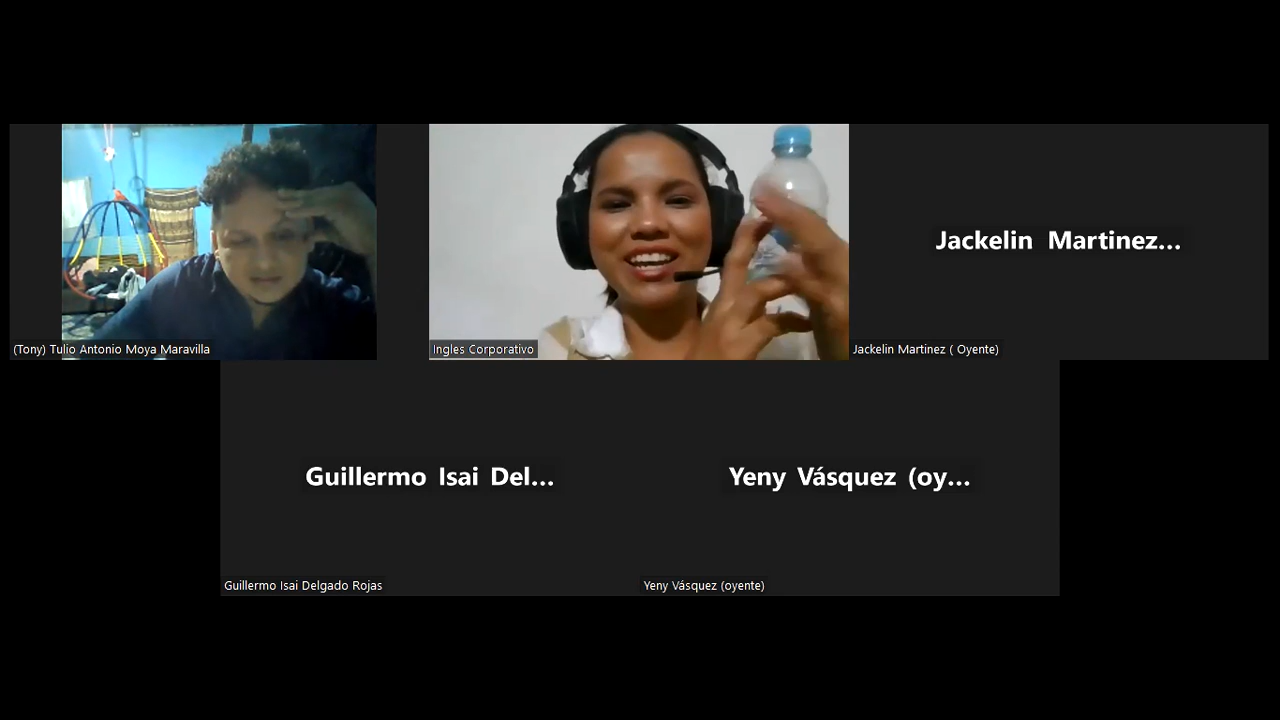 Jackelin Martinez...
(Tony) Tulio Antonio Moya Maravilla
Ingles Corporativo
Jackelin Martinez ( Oyente)
Guillermo Isai Del...
Yeny Vásquez (oy...
Guillermo Isai Delgado Rojas
Yeny Vásquez (oyente)